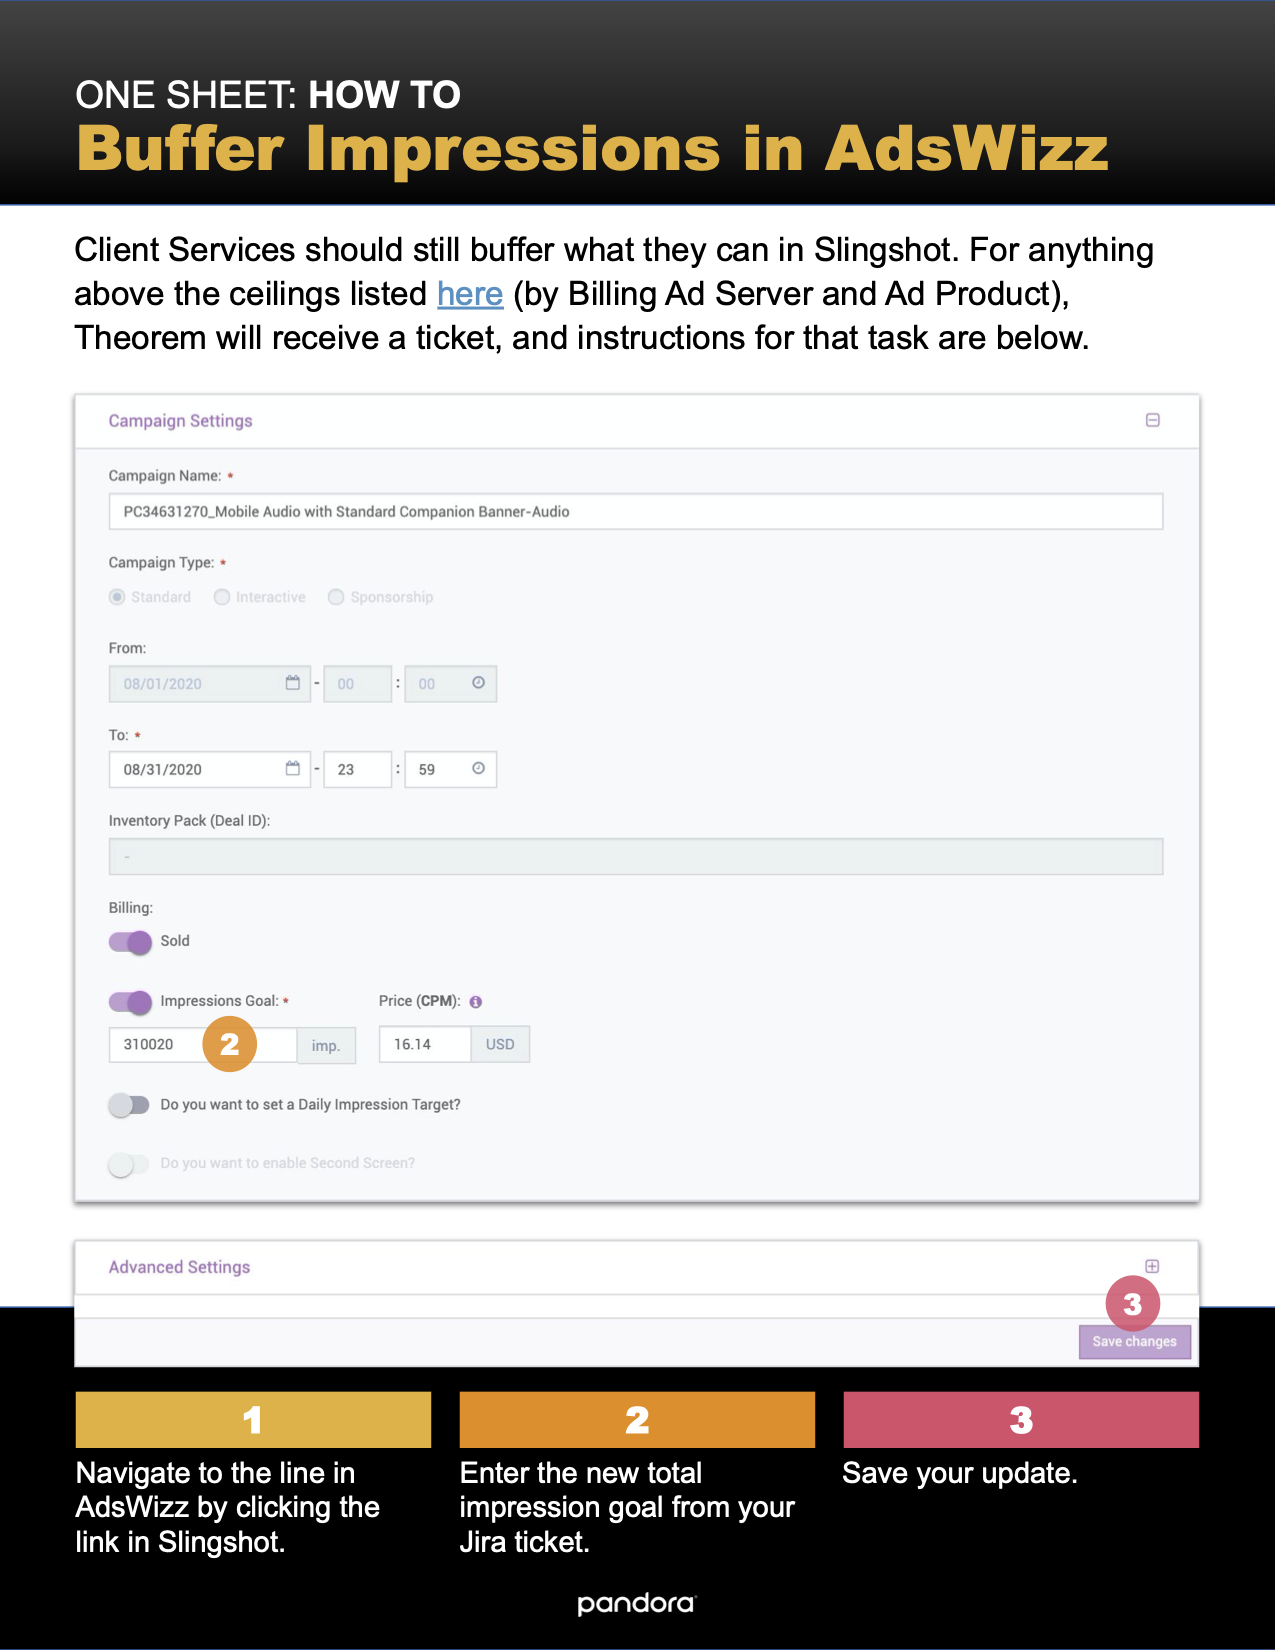 ONE SHEET: HOW TO
Buffer Impressions in AdsWizz
Client Services should still buffer what they can in Slingshot. For anything
above the ceilings listed here (by Billing Ad Server and Ad Product),
Theorem will receive a ticket, and instructions for that task are below.
Campaign Settings
Campaign Name: *
PC34631270_Mobile Audio with Standard Companion Banner-Audio
Campaign Type: *
Standard Interactive Sponsorship
From:
08/01/2020 - 00 : 00
To: *
08/31/2020 - 23 : 59
Inventory Pack (Deal ID):
-
Billing:
Sold
Impressions Goal: * Price (CPM):
310020 2 imp. 16.14 USD
Do you want to set a Daily Impression Target?
Do you want to enable Second Screen?
Advanced Settings
3
Save changes
1
Navigate to the line in
AdsWizz by clicking the
link in Slingshot.
2
Enter the new total
impression goal from your
Jira ticket.
3
Save your update.
pandora